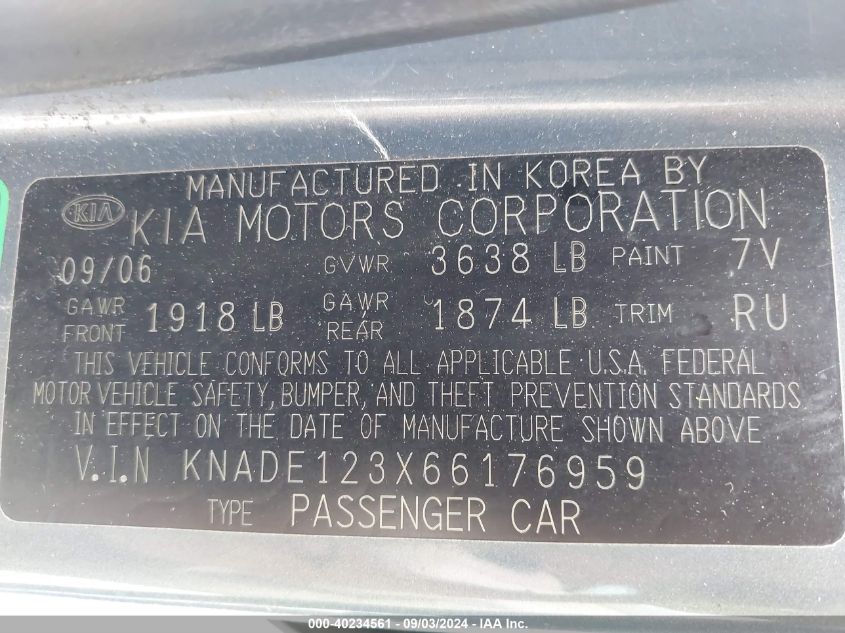 MANUFACTURED IN KOREA BY
KIA KIA MOTORS CORPORATION
09/06 GVWR 3638 LB PAINT 7V
GAWR FRONT 1918 LB GAWR REAR 1874 LB TRIM RU
THIS VEHICLE CONFORMS TO ALL APPLICABLE U.S.A. FEDERAL
MOTOR VEHICLE SAFETY, BUMPER, AND THEFT PREVENTION STANDARDS
IN EFFECT ON THE DATE OF MANUFACTURE SHOWN ABOVE
V.I.N KNADE123X66176959
TYPE PASSENGER CAR
000-40234561 - 09/03/2024 - IAA Inc.